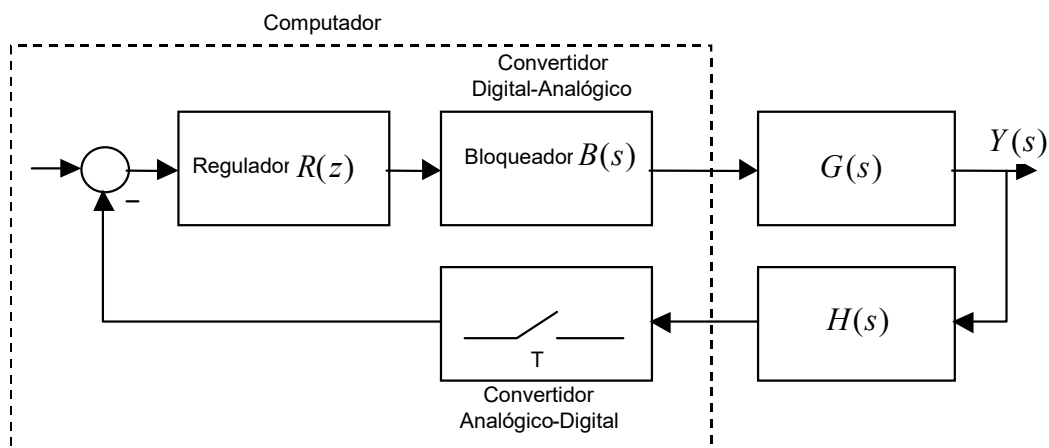 Computador
Convertidor
Digital-Analógico
Regulador R(z)
Bloqueador B(s)
G(s)
Y(s)
–
T
H(s)
Convertidor
Analógico-Digital